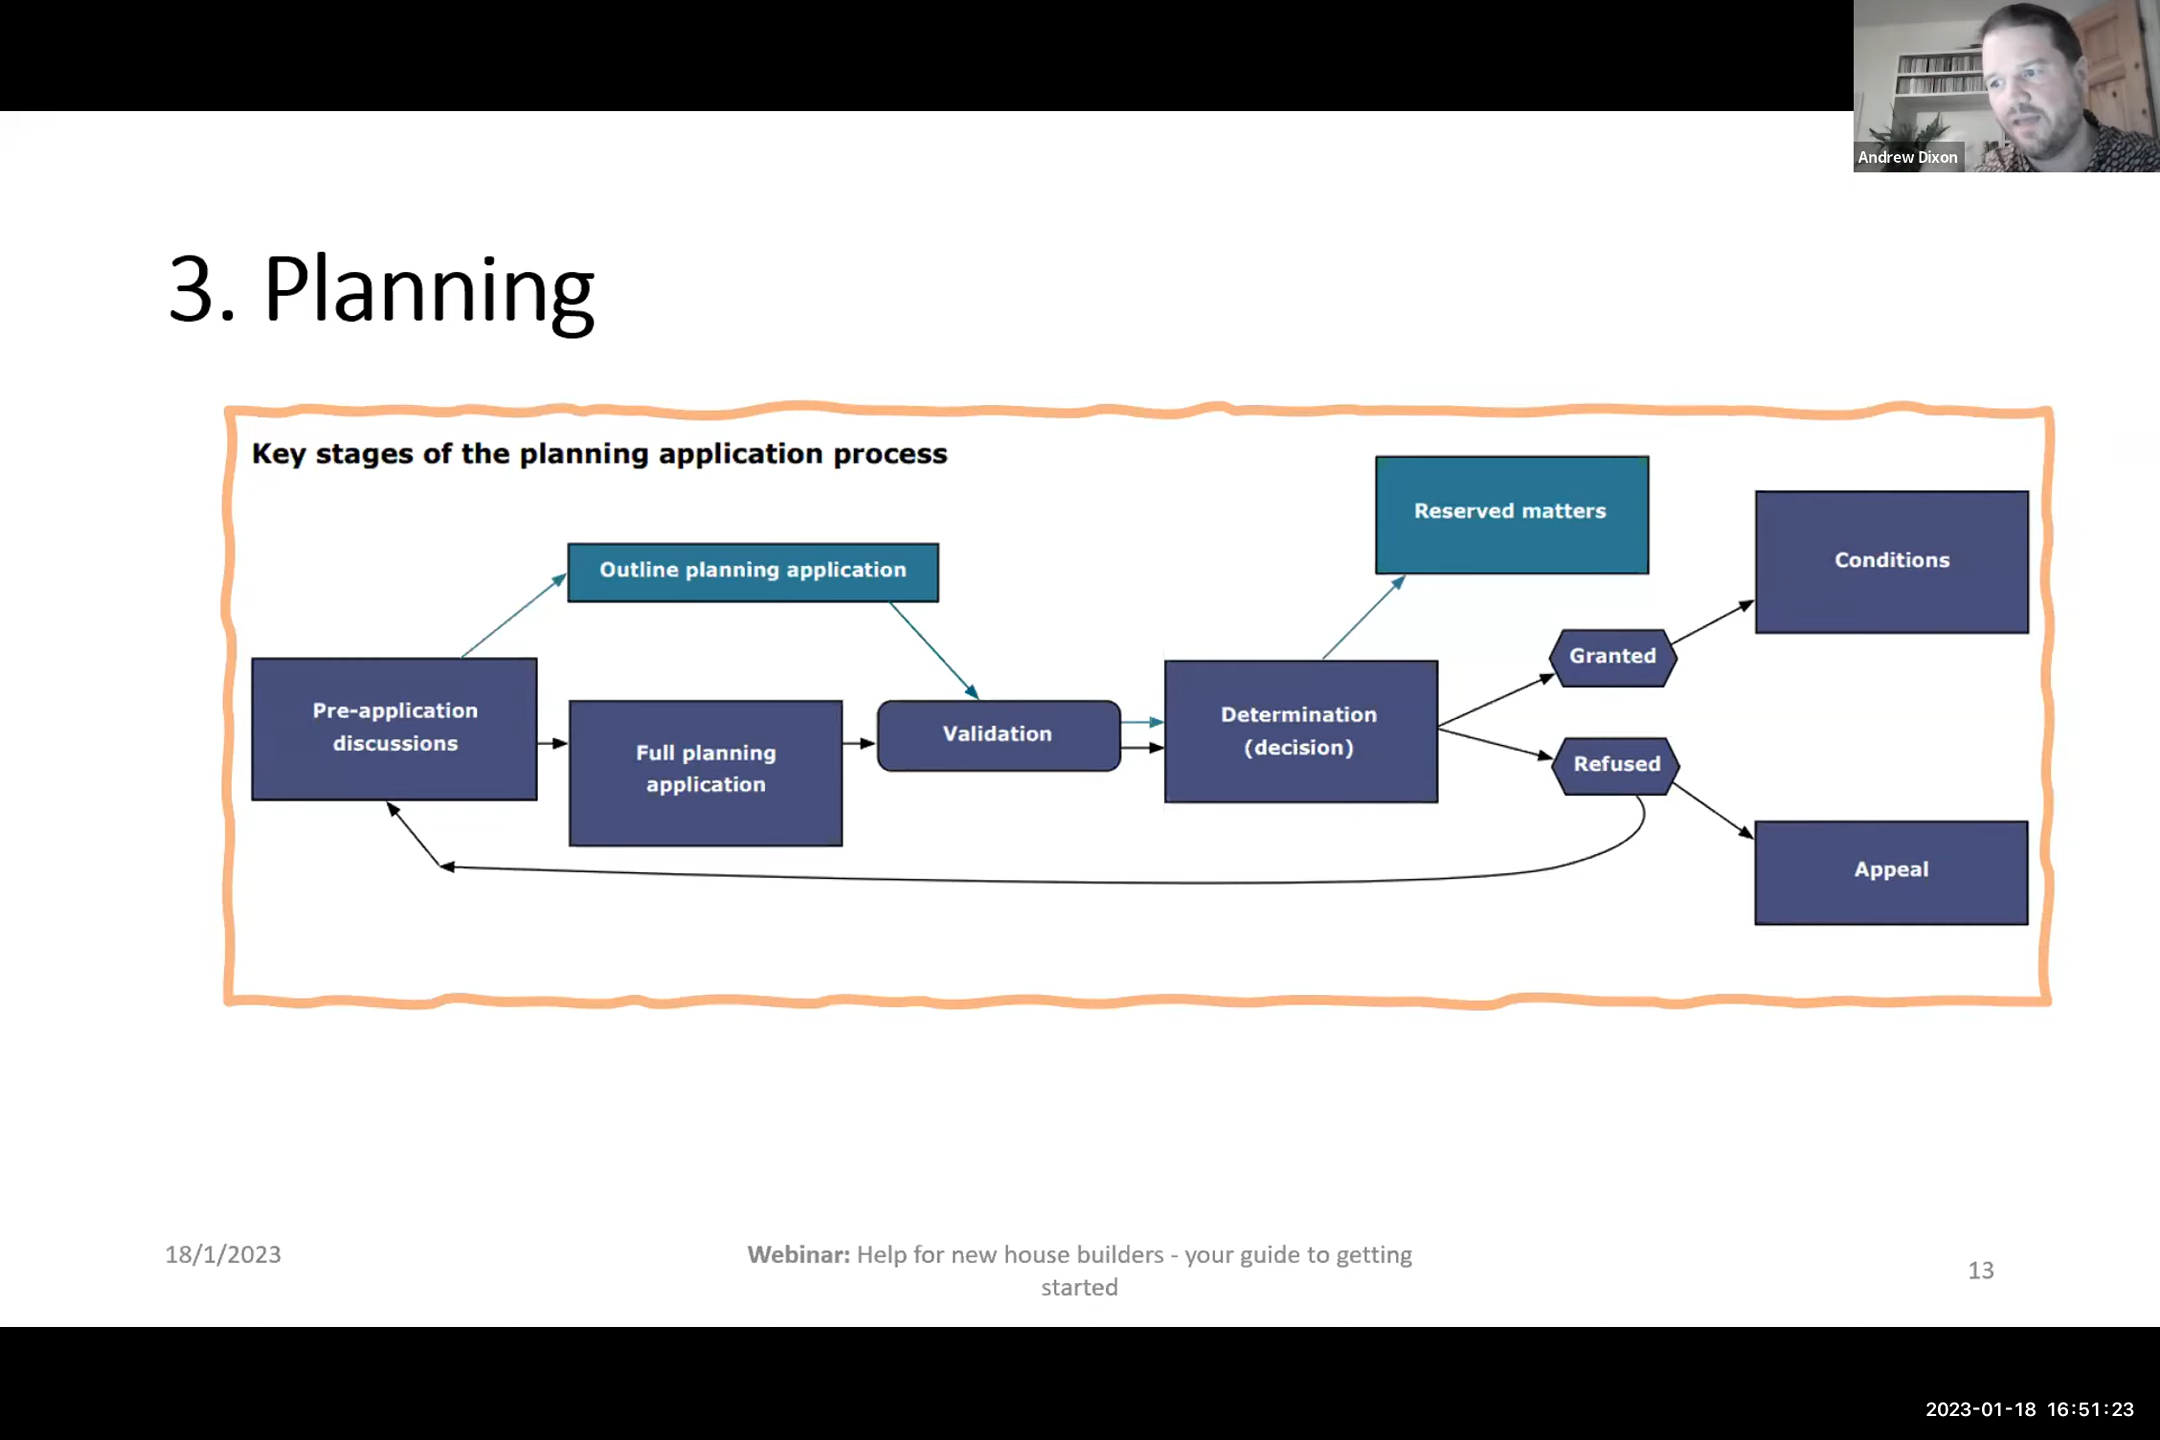 Andrew Dixon
3. Planning
Key stages of the planning application process
Reserved matters
Conditions
Outline planning application
Granted
Pre-application
discussions
Full planning
application
Validation
Determination
(decision)
Refused
Appeal
18/1/2023
Webinar: Help for new house builders - your guide to getting
started
13
2023-01-18 16:51:23